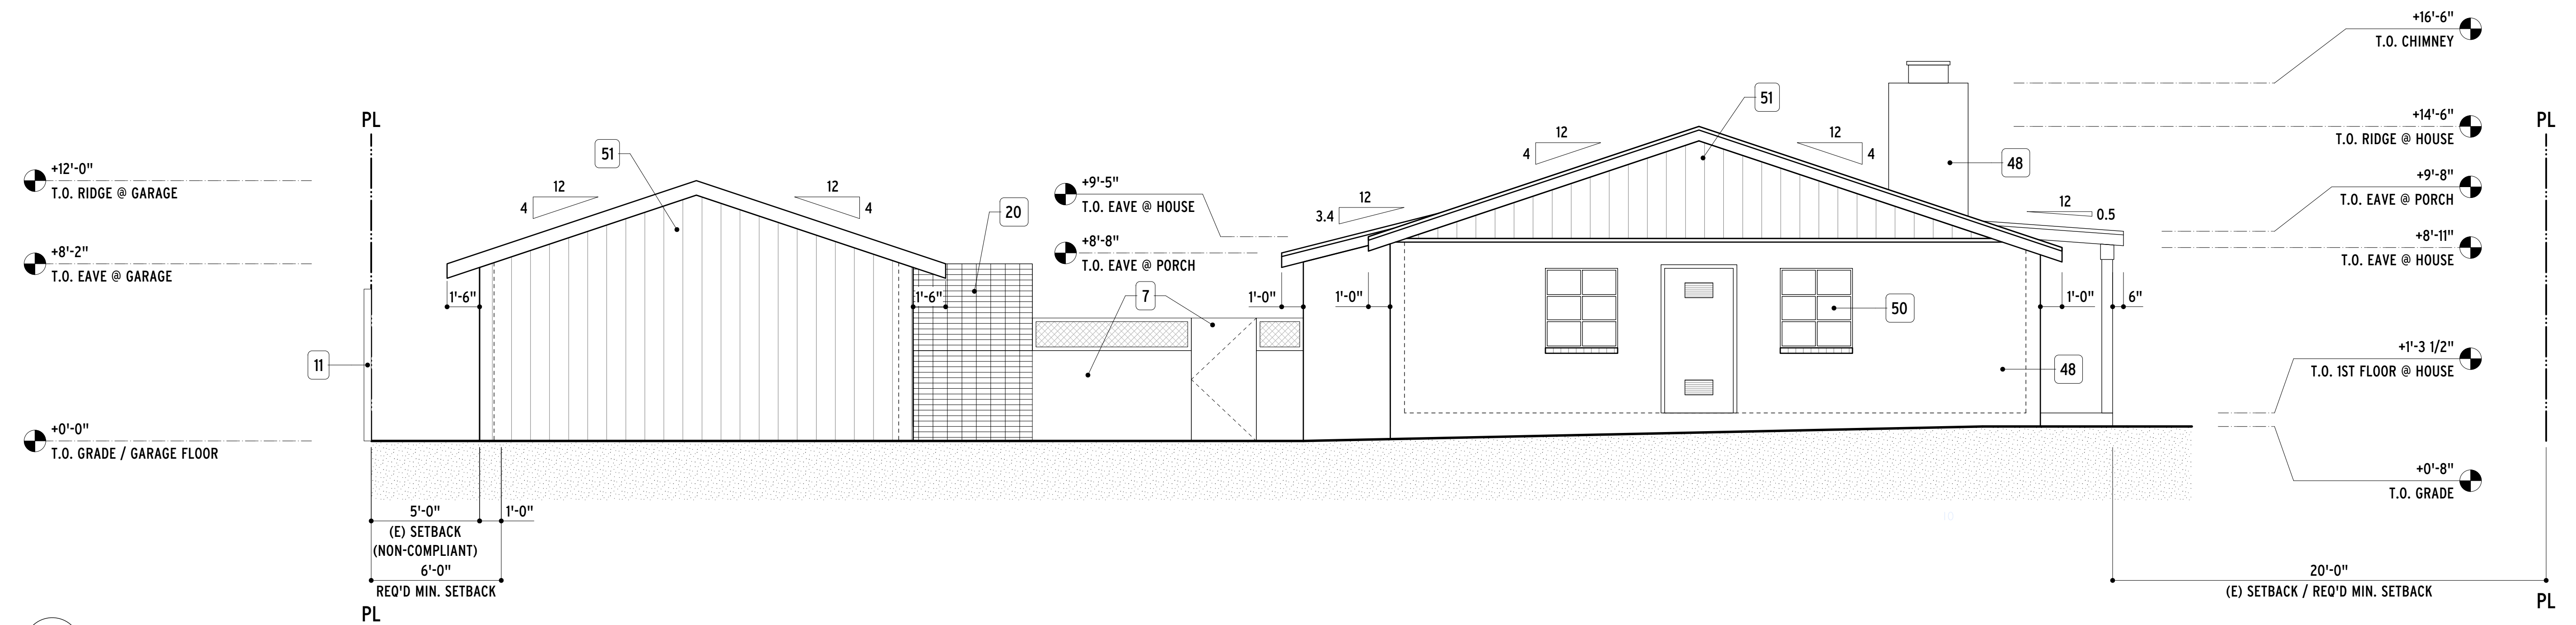 +16'-6"
T.O. CHIMNEY
PL
+14'-6"
T.O. RIDGE @ HOUSE
PL
51
12
4
12
4
48
+12'-0"
T.O. RIDGE @ GARAGE
51
12
4
12
4
20
+9'-5"
T.O. EAVE @ HOUSE
+9'-8"
T.O. EAVE @ PORCH
12
3.4
12
0.5
+8'-2"
T.O. EAVE @ GARAGE
+8'-8"
T.O. EAVE @ PORCH
+8'-11"
T.O. EAVE @ HOUSE
1'-6"
1'-6"
7
1'-0"
1'-0"
50
1'-0"
6"
11
48
+1'-3 1/2"
T.O. 1ST FLOOR @ HOUSE
+0'-0"
T.O. GRADE / GARAGE FLOOR
+0'-8"
T.O. GRADE
5'-0"
1'-0"
(E) SETBACK
(NON-COMPLIANT)
10
6'-0"
REQ'D MIN. SETBACK
20'-0"
(E) SETBACK / REQ'D MIN. SETBACK
PL
PL